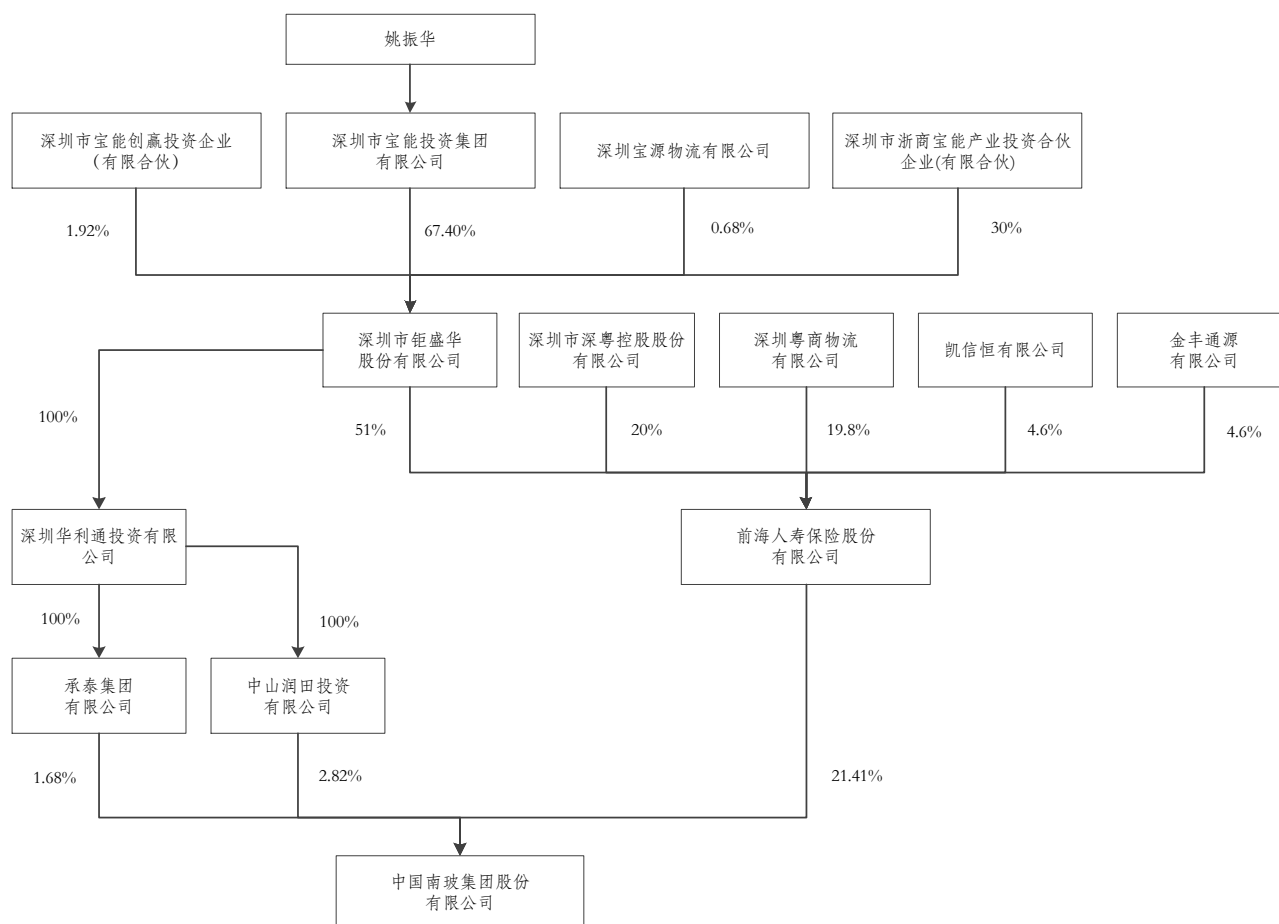 姚振华
深圳市宝能创赢投资企业
（有限合伙）
深圳市宝能投资集团
有限公司
深圳宝源物流有限公司
深圳市浙商宝能产业投资合伙
企业(有限合伙)
1.92%
67.40%
0.68%
30%
深圳市钜盛华
股份有限公司
深圳市深粤控股股份
有限公司
深圳粤商物流
有限公司
凯信恒有限公司
金丰通源
有限公司
100%
51%
20%
19.8%
4.6%
4.6%
深圳华利通投资有限
公司
前海人寿保险股份
有限公司
100%
100%
承泰集团
有限公司
中山润田投资
有限公司
1.68%
2.82%
21.41%
中国南玻集团股份
有限公司